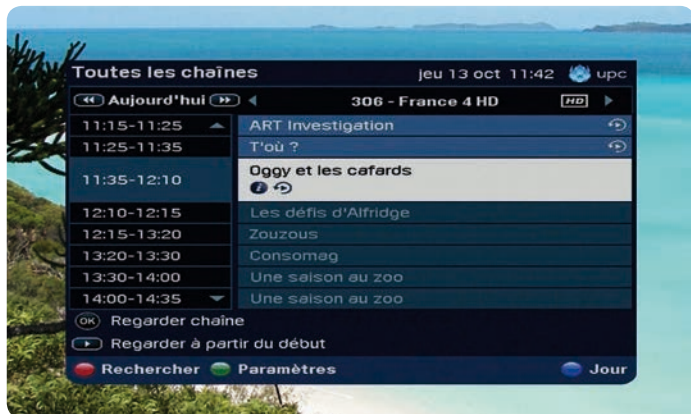 Toutes les chaînes jeu 13 oct 11:42 upc
Aujourd'hui 306 - France 4 HD HD
11:15-11:25 ART Investigation
11:25-11:35 T'où ?
11:35-12:10 Oggy et les cafards
12:10-12:15 Les défis d'Alfridge
12:15-13:20 Zouzous
13:20-13:30 Consomag
13:30-14:00 Une saison au zoo
14:00-14:35 Une saison au zoo
OK Regarder chaîne
Regarder à partir du début
Rechercher Paramètres Jour